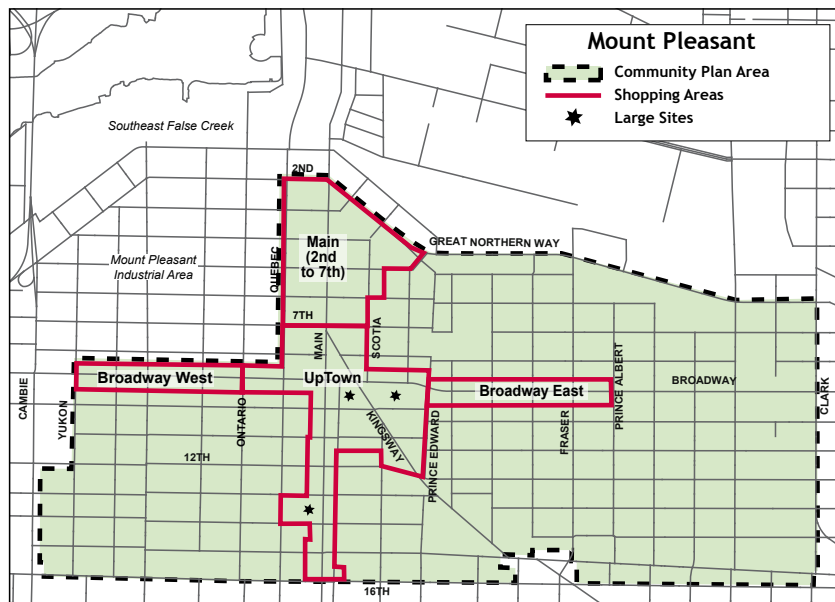 Mount Pleasant
Community Plan Area
Shopping Areas
Large Sites
Southeast False Creek
2ND
Main
(2nd
to 7th)
GREAT NORTHERN WAY
Mount Pleasant
Industrial Area
QUEBEC
7TH
MAIN
SCOTIA
Broadway West
UpTown
Broadway East
BROADWAY
PRINCE ALBERT
CAMBIE
YUKON
ONTARIO
KINGSWAY
PRINCE EDWARD
FRASER
CLARK
12TH
16TH